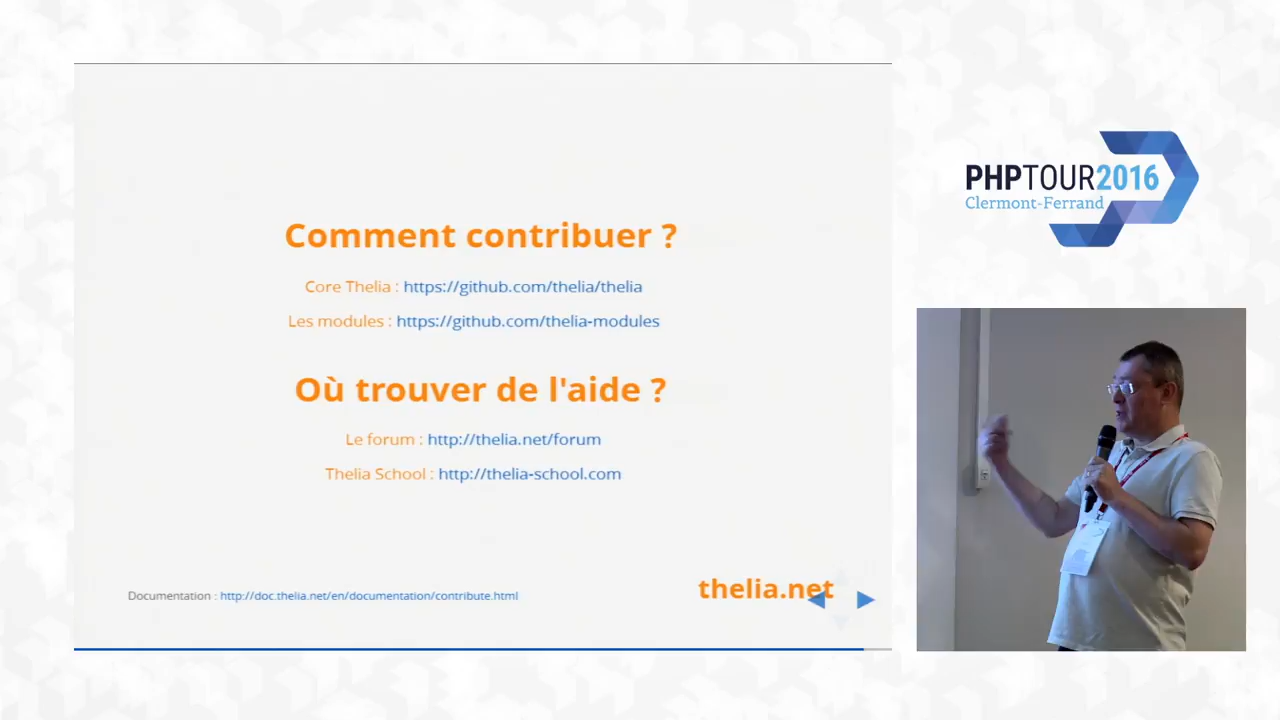 Comment contribuer ?
Core Thelia : https://github.com/thelia/thelia
Les modules : https://github.com/thelia-modules
Où trouver de l'aide ?
Le forum : http://thelia.net/forum
Thelia School : http://thelia-school.com
Documentation : http://doc.thelia.net/en/documentation/contribute.html
thelia.net
PHPTOUR2016
Clermont-Ferrand